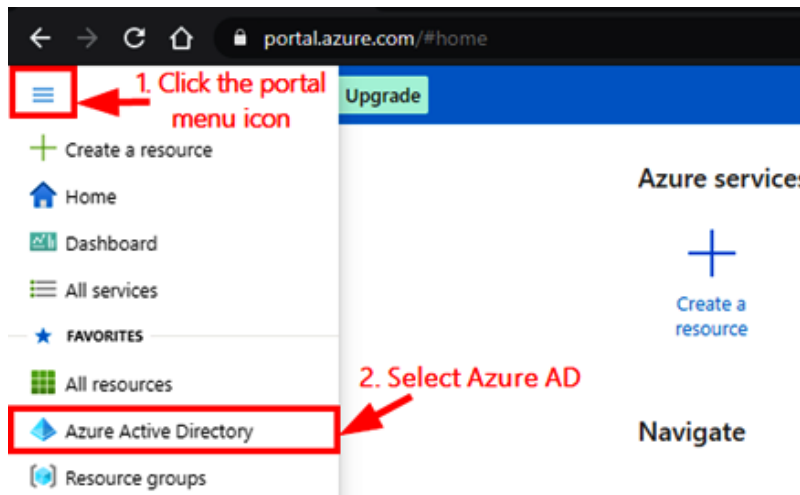 portal.azure.com/#home
1. Click the portal
menu icon
Upgrade
Create a resource
Home
Dashboard
All services
FAVORITES
All resources
Azure Active Directory
Resource groups
Azure services
Create a
resource
2. Select Azure AD
Navigate